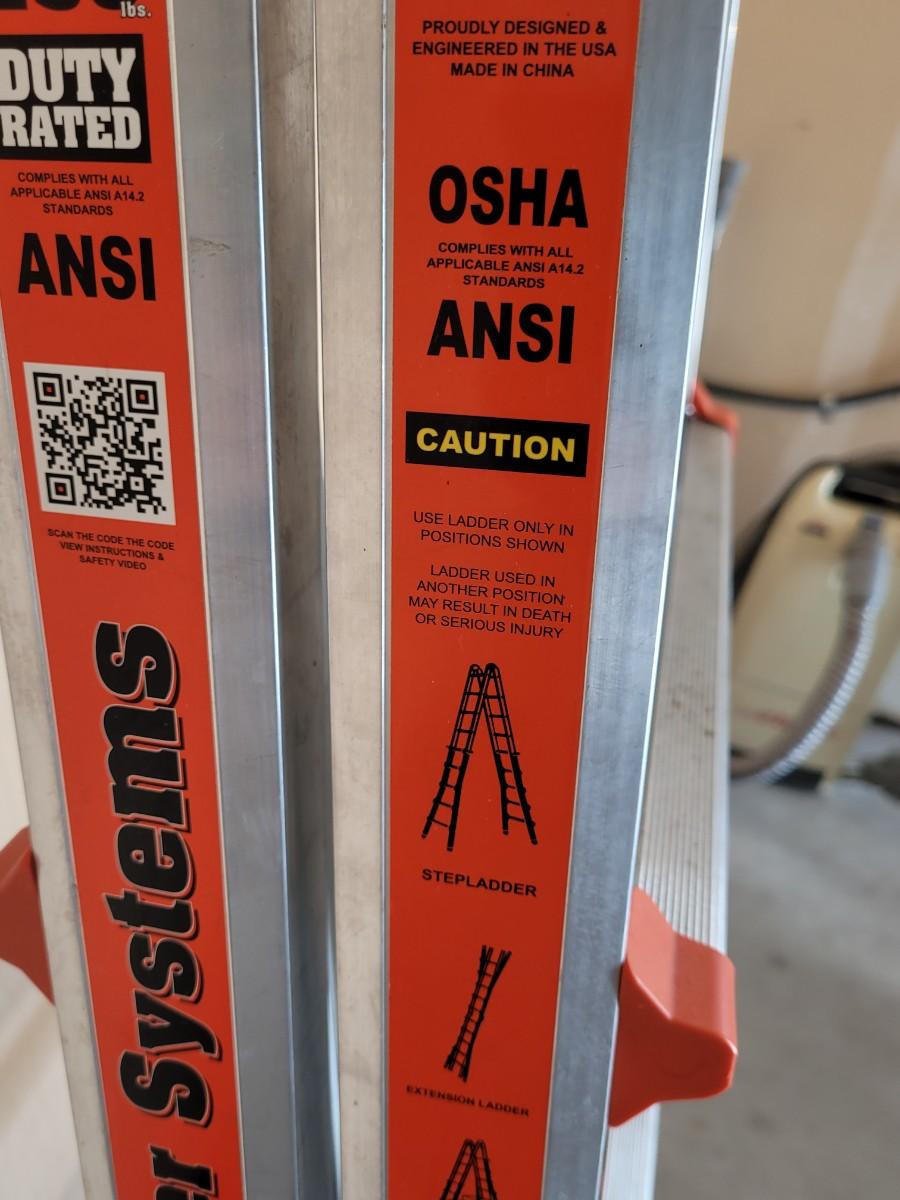 lbs.
DUTY
RATED
COMPLIES WITH ALL
APPLICABLE ANSI A14.2
STANDARDS
ANSI
SCAN THE CODE THE CODE
VIEW INSTRUCTIONS &
SAFETY VIDEO
er Systems
PROUDLY DESIGNED &
ENGINEERED IN THE USA
MADE IN CHINA
OSHA
COMPLIES WITH ALL
APPLICABLE ANSI A14.2
STANDARDS
ANSI
CAUTION
USE LADDER ONLY IN
POSITIONS SHOWN
LADDER USED IN
ANOTHER POSITION
MAY RESULT IN DEATH
OR SERIOUS INJURY
STEPLADDER
EXTENSION LADDER